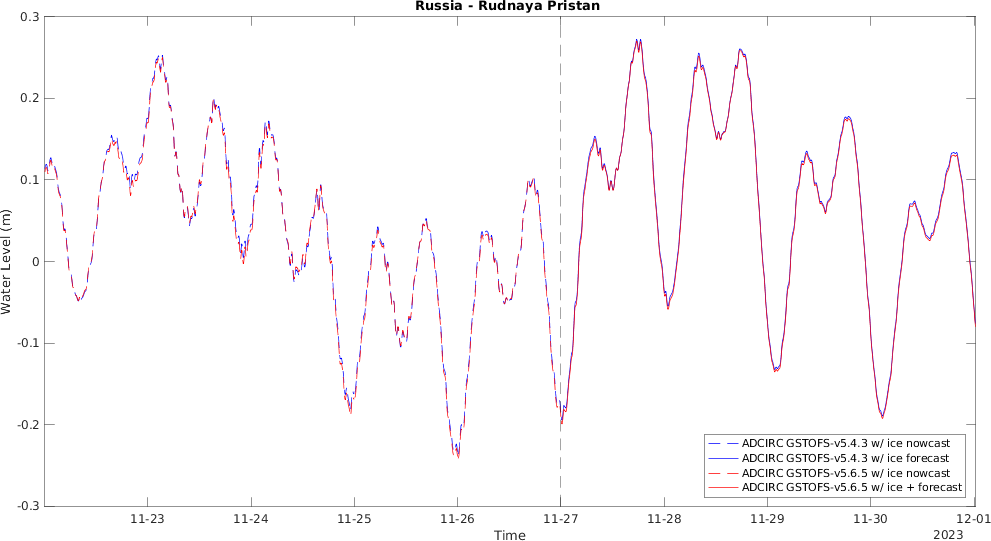 Russia - Rudnaya Pristan
0.3
0.2
0.1
0
-0.1
-0.2
-0.3
Water Level (m)
11-23
11-24
11-25
11-26
11-27
11-28
11-29
11-30
12-01
Time
2023
ADCIRC GSTOFS-v5.4.3 w/ ice nowcast
ADCIRC GSTOFS-v5.4.3 w/ ice forecast
ADCIRC GSTOFS-v5.6.5 w/ ice nowcast
ADCIRC GSTOFS-v5.6.5 w/ ice + forecast